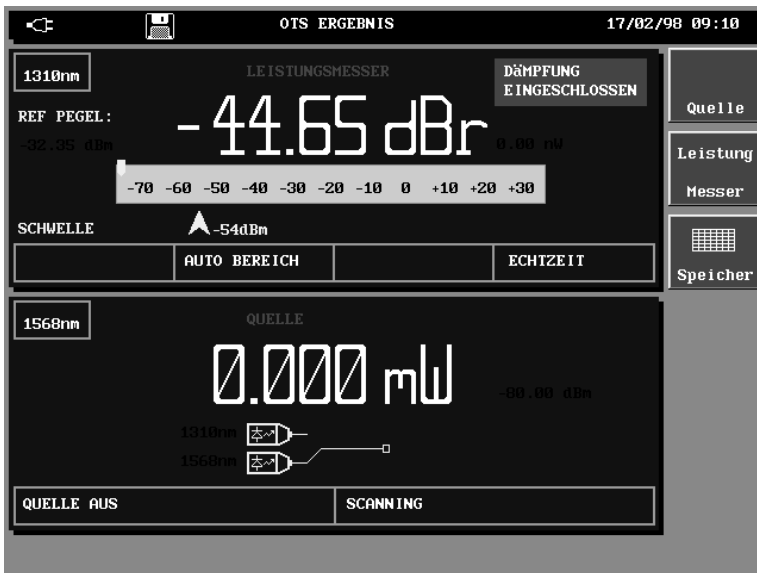 OTS ERGEBNIS 17/02/98 09:10
1310nm LEISTUNGSMESSER DäMPFUNG EINGESCHLOSSEN
REF PEGEL:
-32.35 dBm -44.65 dBr 0.00 nW
-70 -60 -50 -40 -30 -20 -10 0 +10 +20 +30
SCHWELLE -54dBm
AUTO BEREICH ECHTZEIT
Quelle
Leistung
Messer
Speicher
1568nm QUELLE
0.000 mW -80.00 dBm
1310nm
1568nm
QUELLE AUS SCANNING